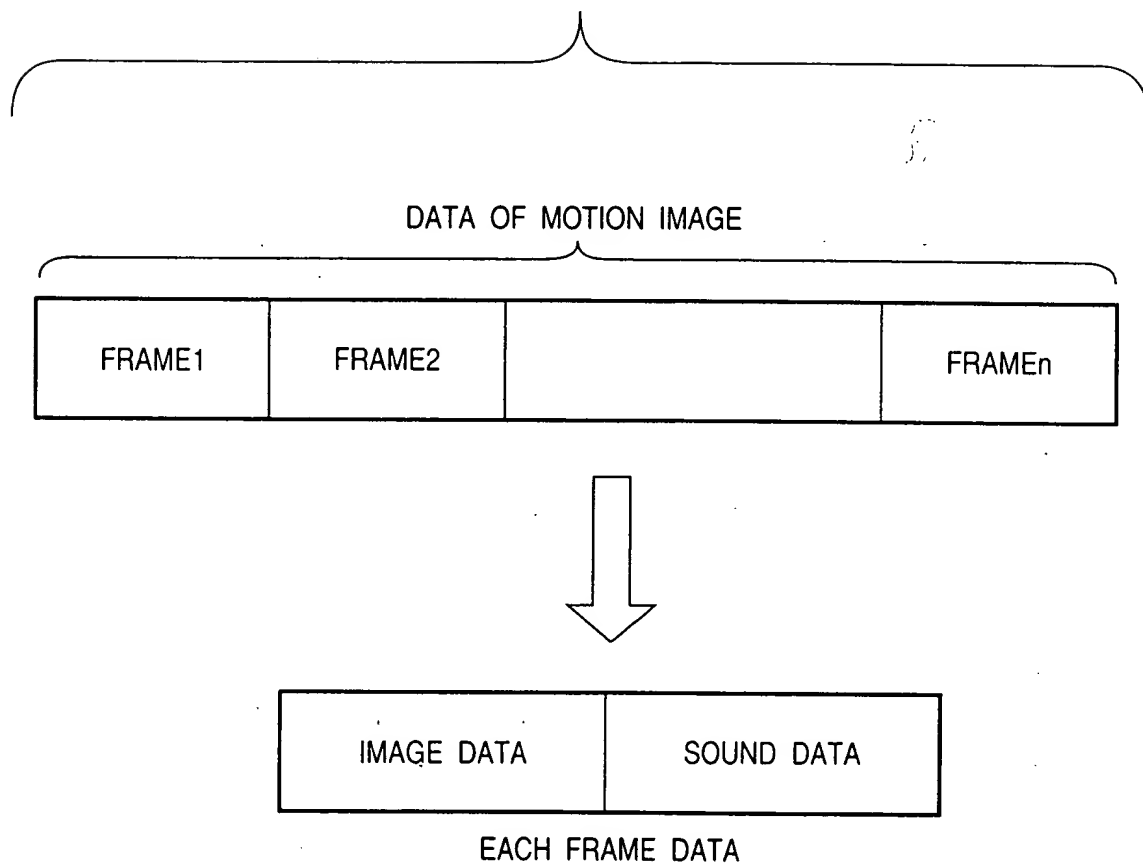 DATA OF MOTION IMAGE
FRAME1 FRAME2 FRAMEn
IMAGE DATA SOUND DATA
EACH FRAME DATA